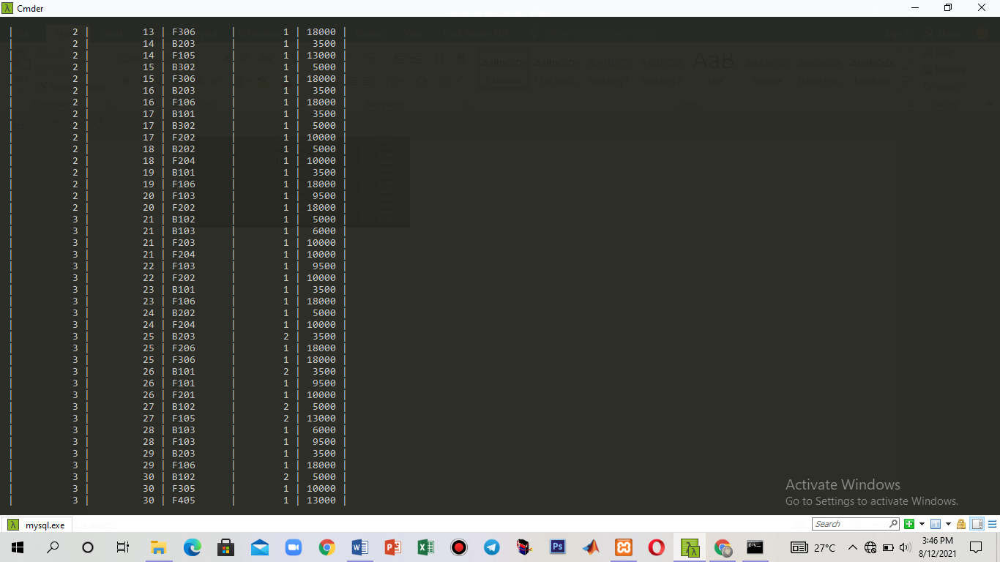 Cmder
| 2 | 13 | F306 | 1 | 18000 |
| 2 | 14 | B203 | 1 | 3500 |
| 2 | 14 | F105 | 1 | 13000 |
| 2 | 15 | B302 | 1 | 5000 |
| 2 | 15 | F306 | 1 | 18000 |
| 2 | 16 | B203 | 1 | 3500 |
| 2 | 16 | F106 | 1 | 18000 |
| 2 | 17 | B101 | 1 | 3500 |
| 2 | 17 | B302 | 1 | 5000 |
| 2 | 17 | F202 | 1 | 10000 |
| 2 | 18 | B202 | 1 | 5000 |
| 2 | 18 | F204 | 1 | 10000 |
| 2 | 19 | B101 | 1 | 3500 |
| 2 | 19 | F106 | 1 | 18000 |
| 2 | 20 | F103 | 1 | 9500 |
| 2 | 20 | F202 | 1 | 18000 |
| 3 | 21 | B102 | 1 | 5000 |
| 3 | 21 | B103 | 1 | 6000 |
| 3 | 21 | F203 | 1 | 10000 |
| 3 | 21 | F204 | 1 | 10000 |
| 3 | 22 | F103 | 1 | 9500 |
| 3 | 22 | F202 | 1 | 10000 |
| 3 | 23 | B101 | 1 | 3500 |
| 3 | 23 | F106 | 1 | 18000 |
| 3 | 24 | B202 | 1 | 5000 |
| 3 | 24 | F204 | 1 | 10000 |
| 3 | 25 | B203 | 2 | 3500 |
| 3 | 25 | F206 | 1 | 18000 |
| 3 | 25 | F306 | 1 | 18000 |
| 3 | 26 | B101 | 2 | 3500 |
| 3 | 26 | F101 | 1 | 9500 |
| 3 | 26 | F201 | 1 | 10000 |
| 3 | 27 | B102 | 2 | 5000 |
| 3 | 27 | F105 | 2 | 13000 |
| 3 | 28 | B103 | 1 | 6000 |
| 3 | 28 | F103 | 1 | 9500 |
| 3 | 29 | B203 | 1 | 3500 |
| 3 | 29 | F106 | 1 | 18000 |
| 3 | 30 | B102 | 2 | 5000 |
| 3 | 30 | F305 | 1 | 10000 |
| 3 | 30 | F405 | 1 | 13000 |
Activate Windows
Go to Settings to activate Windows.
mysql.exe
Search
27°C
3:46 PM
8/12/2021